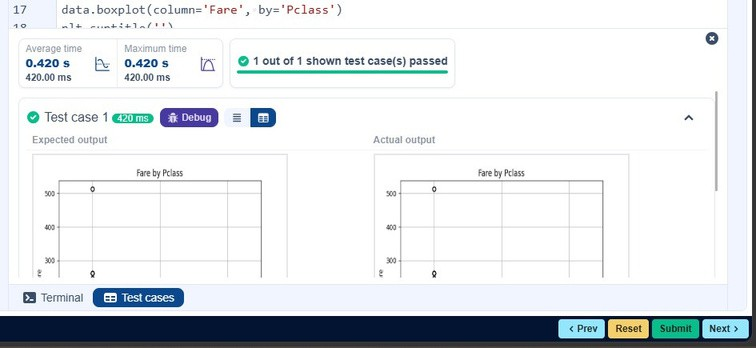 17 data.boxplot(column='Fare', by='Pclass')
18 plt.suptitle('')
Average time
Maximum time
0.420 s
0.420 s
420.00 ms
420.00 ms
1 out of 1 shown test case(s) passed
Test case 1 420 ms Debug
Expected output
Actual output
Fare by Pclass
500
400
300
Fare by Pclass
500
400
300
Terminal
Test cases
< Prev
Reset
Submit
Next >